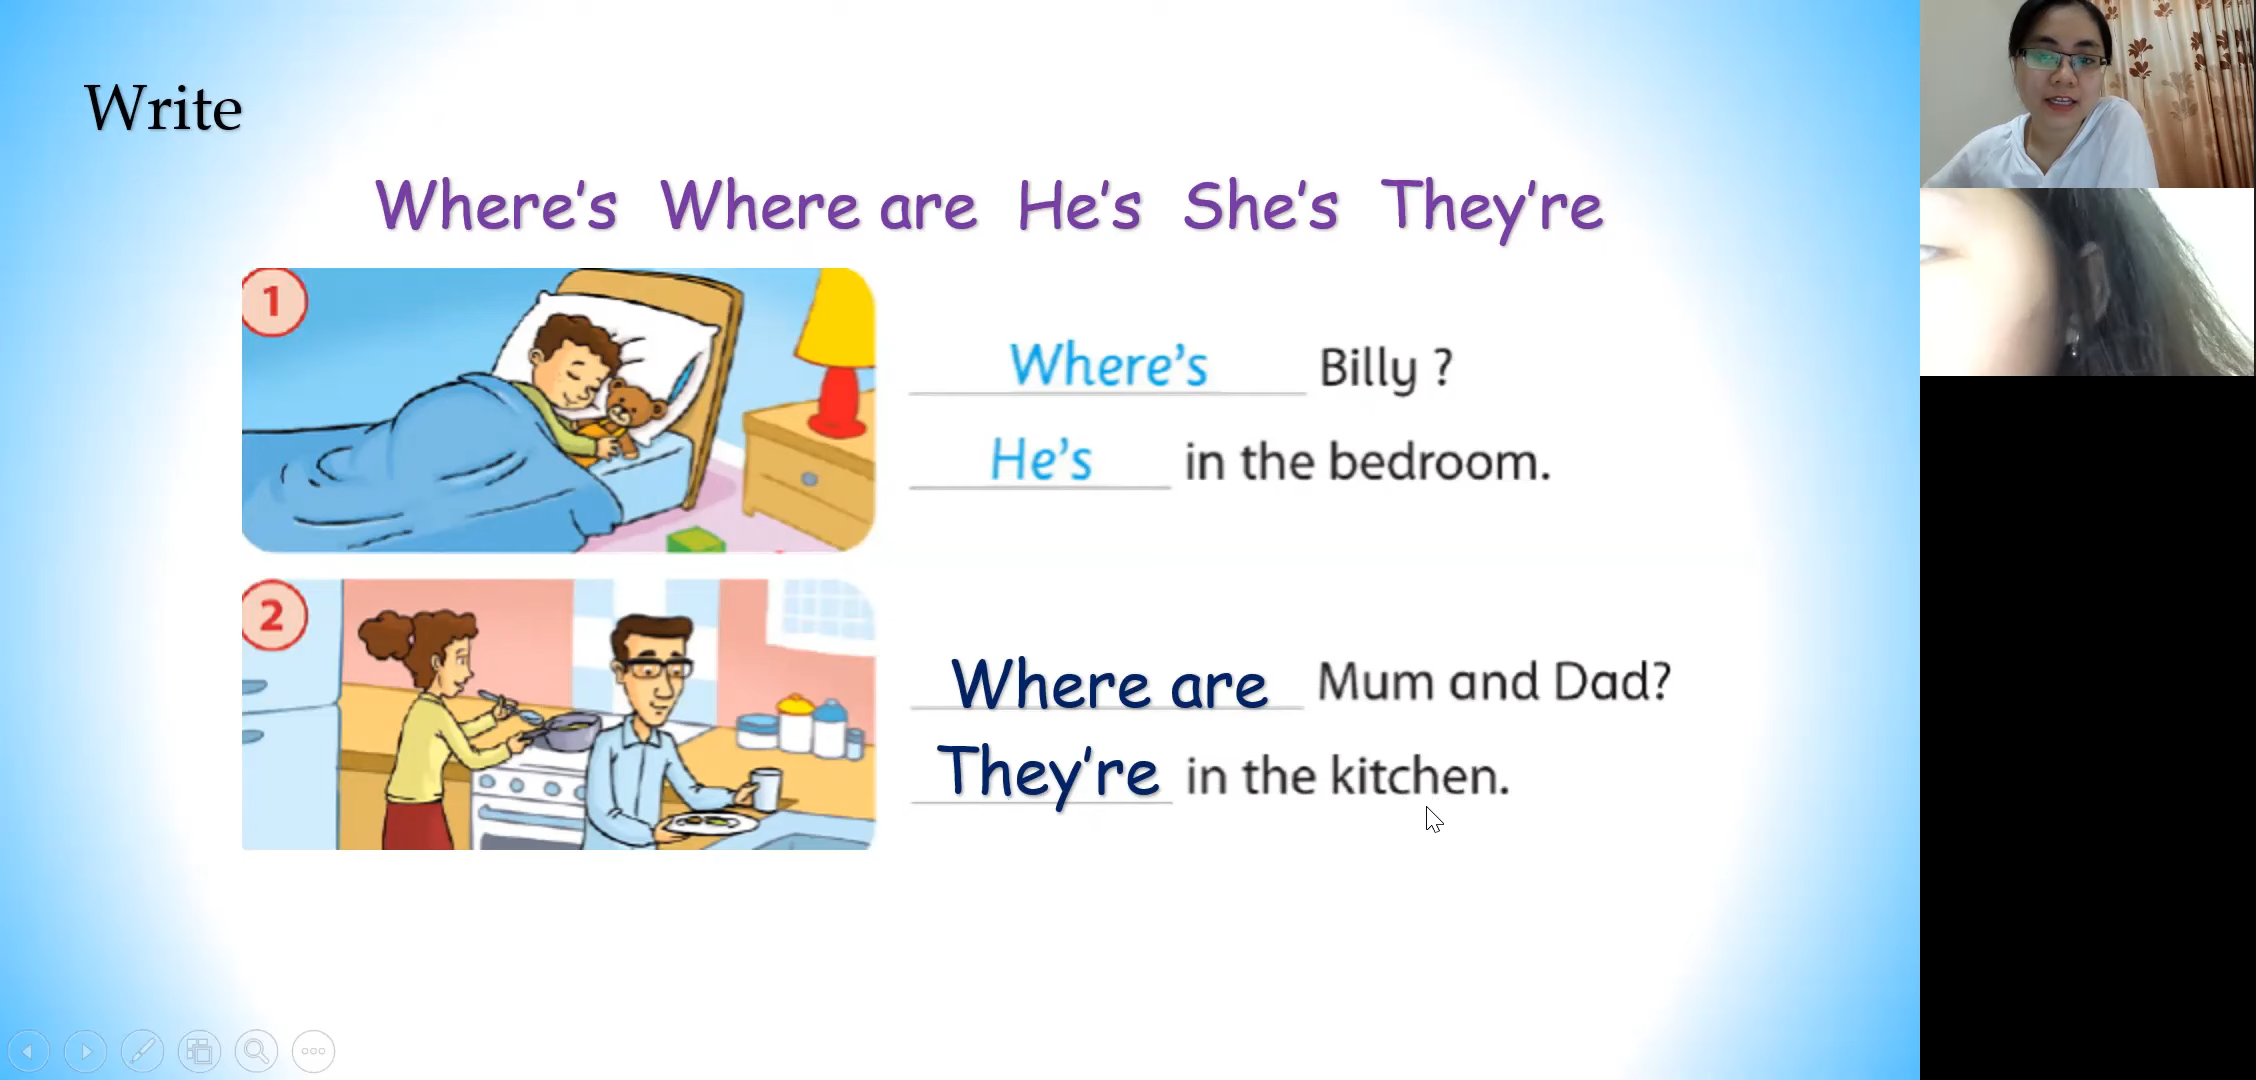 Write
Where's Where are He's She's They're
1
Where's Billy ?
He's in the bedroom.
2
Where are Mum and Dad?
They're in the kitchen.